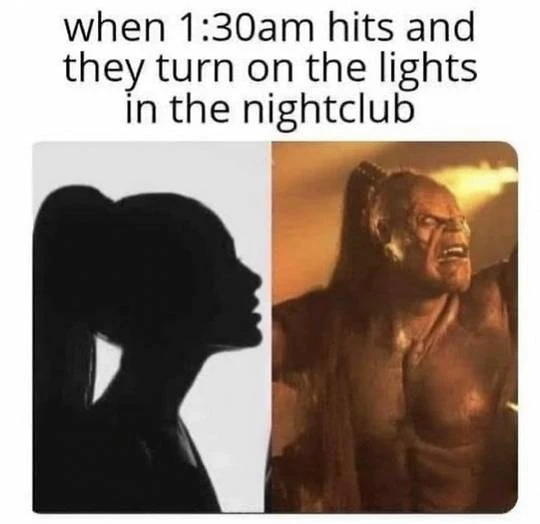 when 1:30am hits and
they turn on the lights
in the nightclub